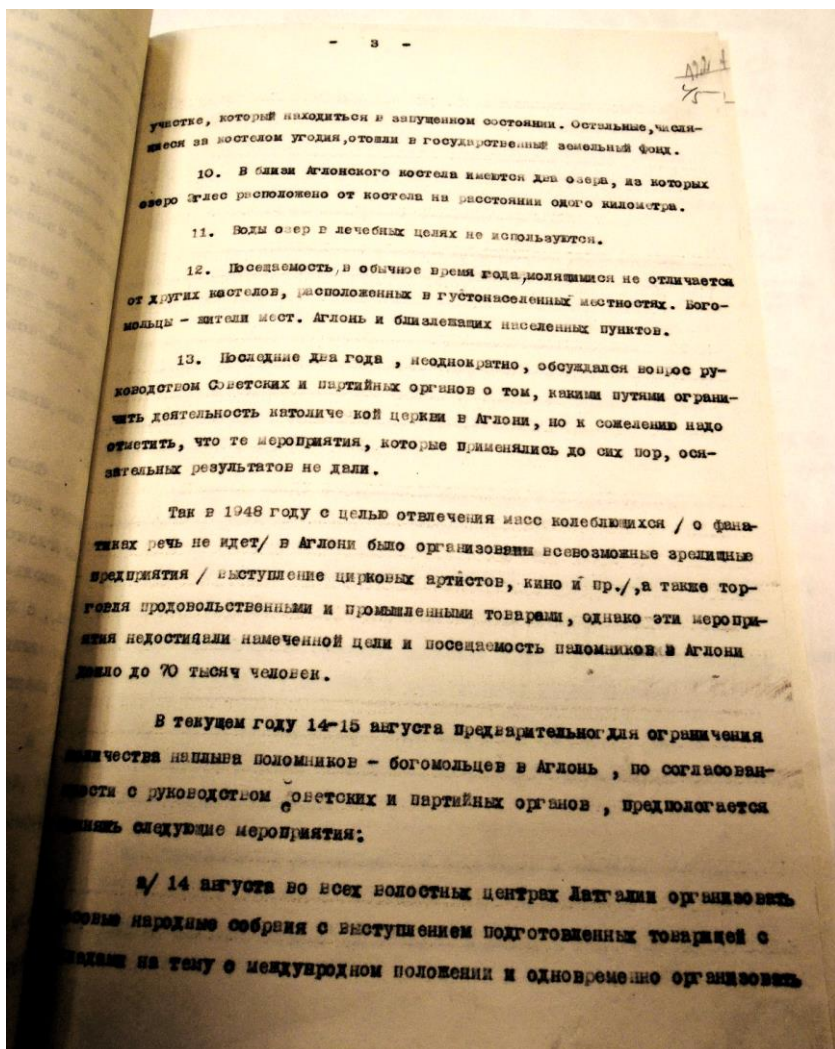 - 3 -
участке, который находиться в запущенном состоянии. Остальные, числя-
щиеся за костелом угодия,отошли в государственный земельный фонд.
10. В близи Аглонского костела имеются два озера, из которых
озеро Эглес расположено от костела на расстоянии одого километра.
11. Воды озер в лечебных целях не используются.
12. Посещаемость, в обычное время года,молящимися не отличается
от других костелов, расположенных в густонаселенных местностях. Бого-
мольцы - жители мест. Аглонь и близлежащих населенных пунктов.
13. Последние два года , неоднократно, обсуждался вопрос ру-
ководством Советских и партийных органов о том, какими путями ограни-
чить деятельность католиче кой церкви в Аглони, но к сожелению надо
отметить, что те мероприятия, которые применялись до сих пор, ося-
зательных результатов не дали.
Так в 1948 году с целью отвлечения масс колеблющихся / о фана-
тиках речь не идет/ в Аглони было организованы всевозможные зрелищные
предприятия / выступление цирковых артистов, кино и пр./,а также тор-
говля продовольственными и промышленными товарами, однако эти меропри-
ятия недостигали намеченной цели и посещаемость паломников в Аглони
дошло до 70 тысяч человек.
В текущем году 14-15 августа предварительно для ограничения
количества наплыва поломников - богомольцев в Аглонь , по согласован-
ности с руководством советских и партийных органов , предпологается
следующие мероприятия:
а/ 14 августа во всех волостных центрах Латгалии организовать
массовые народные собрания с выступлением подготовленных товарищей с
докладами на тему о междунродном положении и одновременно организовать